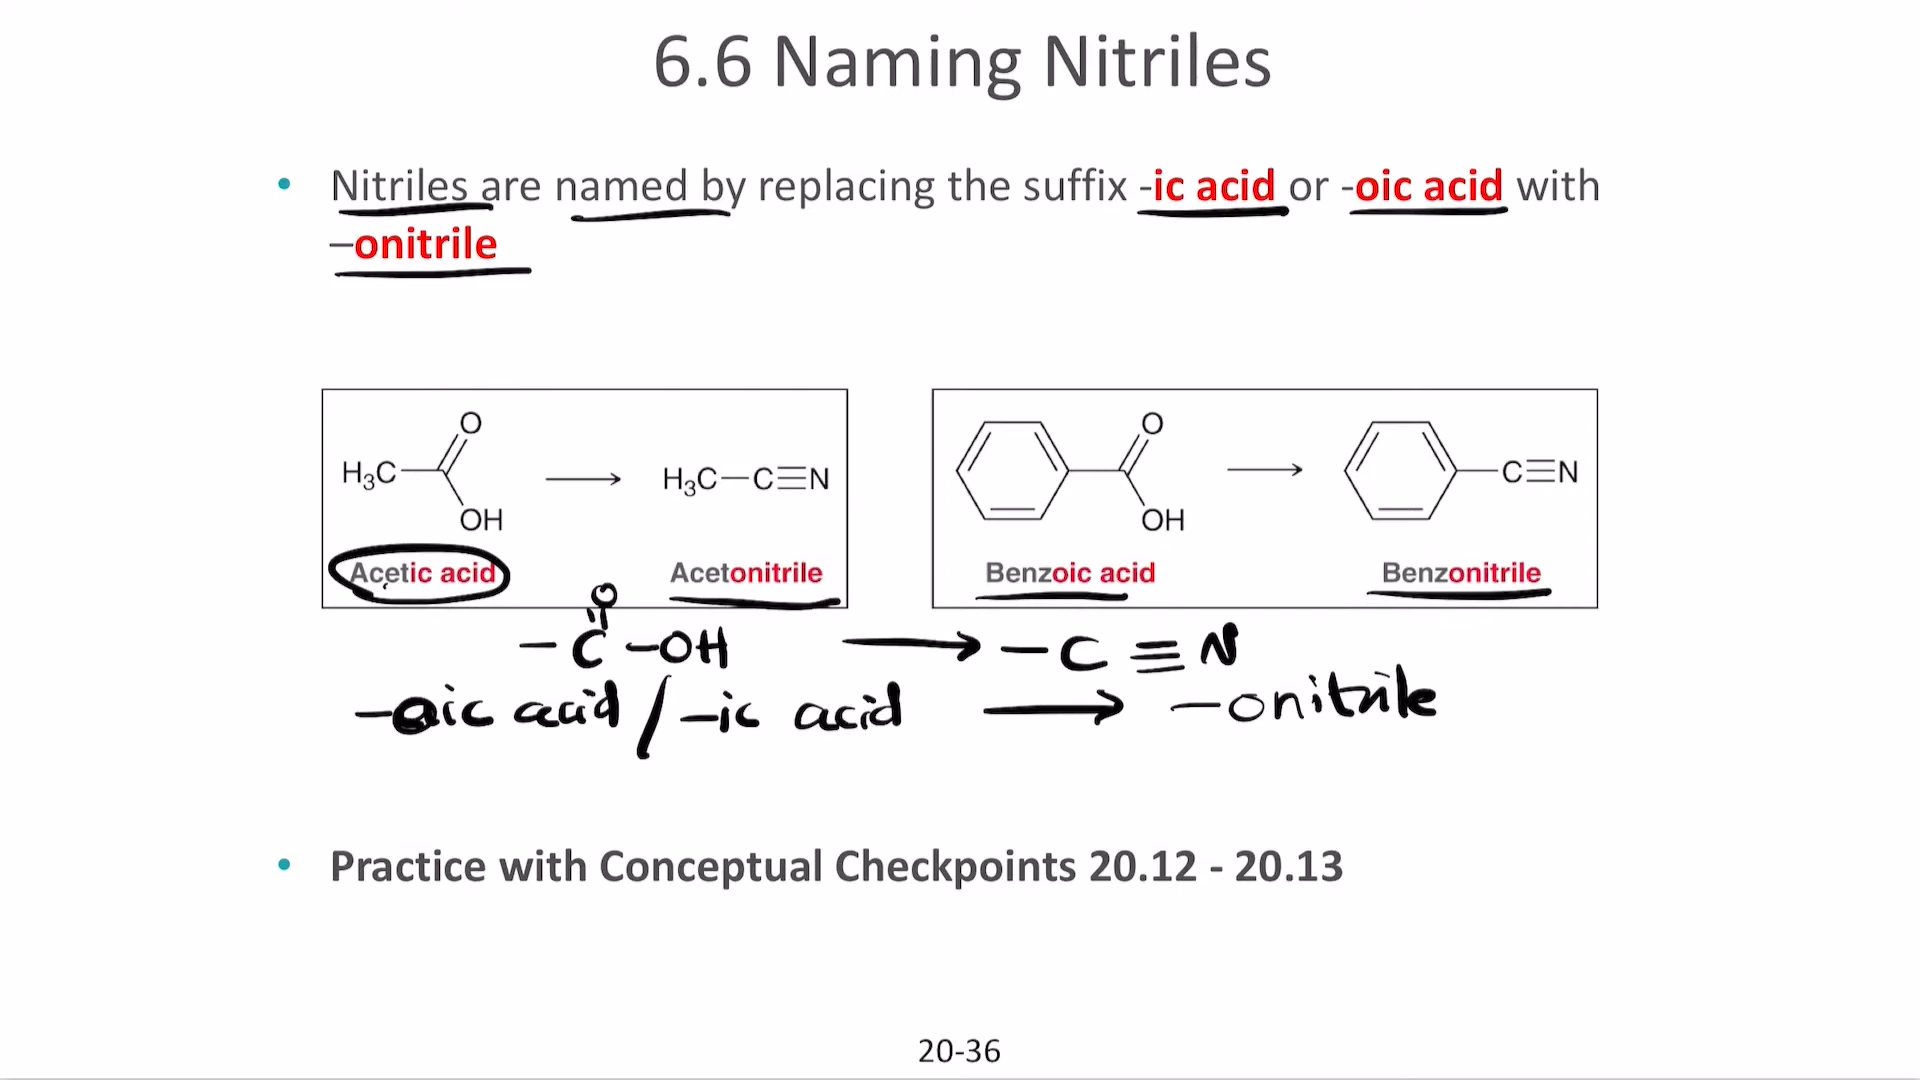 6.6 Naming Nitriles
• Nitriles are named by replacing the suffix -ic acid or -oic acid with
–onitrile
O
H₃C
OH
H₃C—C≡N
Acetic acid
Acetonitrile
O
OH
C≡N
Benzoic acid
Benzonitrile
O
–C–OH → –C≡N
-oic acid / -ic acid → -onitrile
• Practice with Conceptual Checkpoints 20.12 - 20.13
20-36